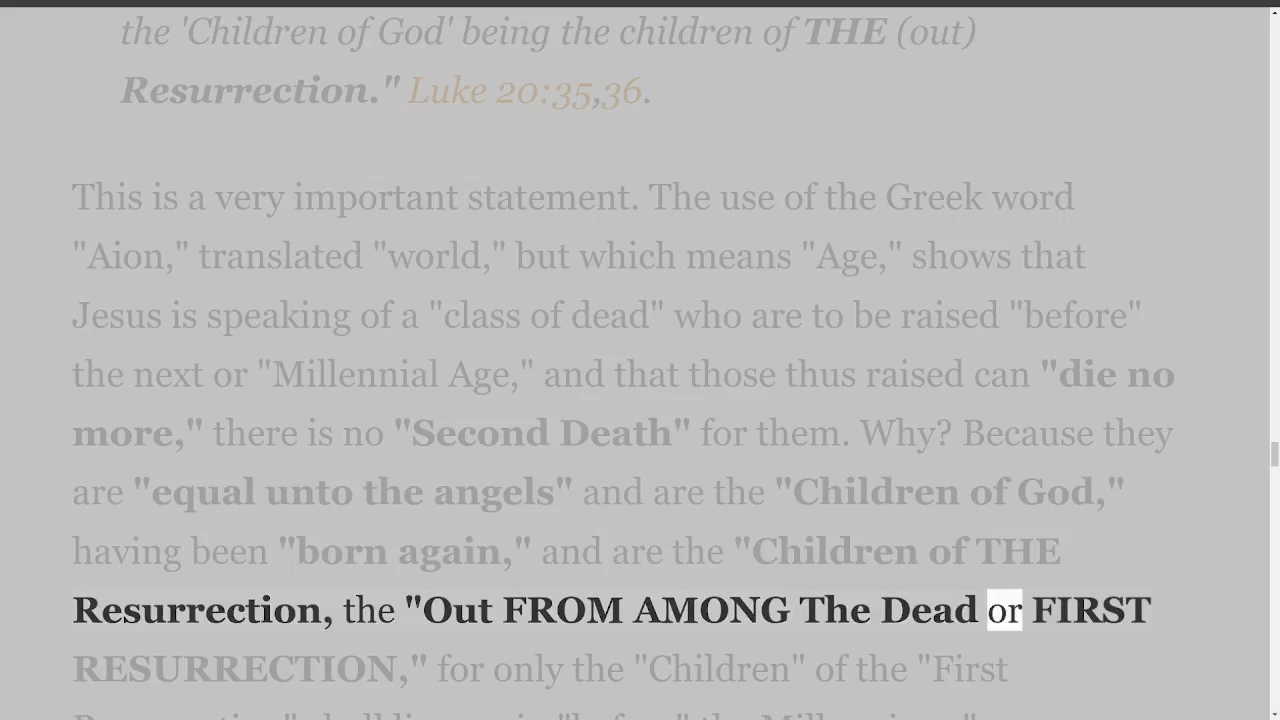 the 'Children of God' being the children of THE (out)
Resurrection." Luke 20:35,36.
This is a very important statement. The use of the Greek word
"Aion," translated "world," but which means "Age," shows that
Jesus is speaking of a "class of dead" who are to be raised "before"
the next or "Millennial Age," and that those thus raised can "die no
more," there is no "Second Death" for them. Why? Because they
are "equal unto the angels" and are the "Children of God,"
having been "born again," and are the "Children of THE
Resurrection, the "Out FROM AMONG The Dead or FIRST
RESURRECTION," for only the "Children" of the "First